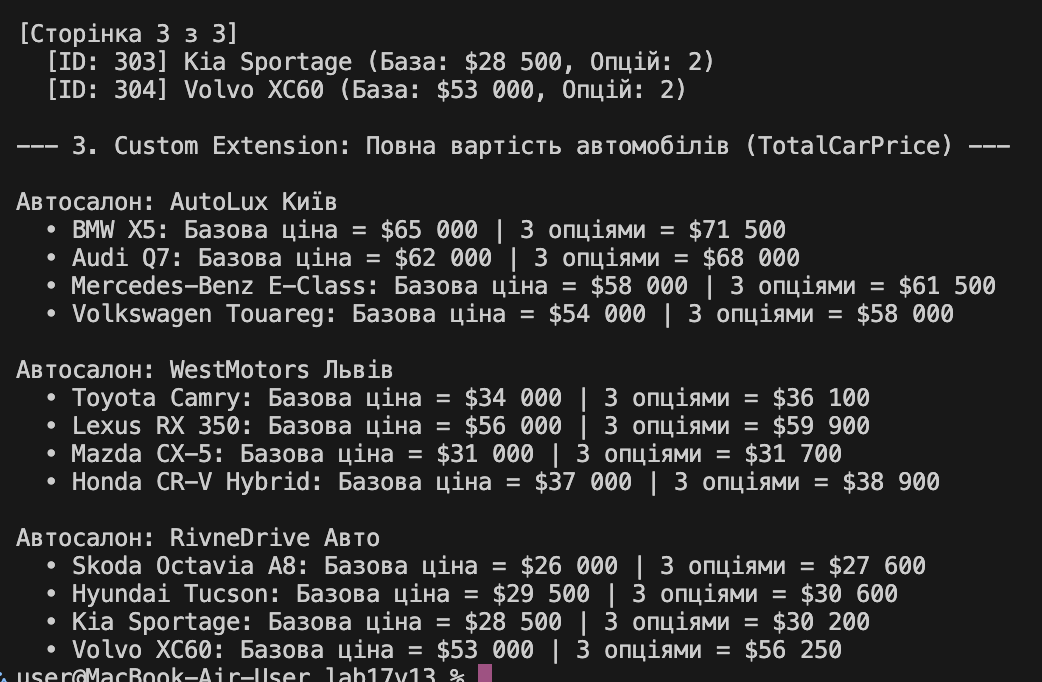 [Сторінка 3 з 3]
[ID: 303] Kia Sportage (База: $28 500, Опцій: 2)
[ID: 304] Volvo XC60 (База: $53 000, Опцій: 2)
--- 3. Custom Extension: Повна вартість автомобілів (TotalCarPrice) ---
Автосалон: AutoLux Київ
• BMW X5: Базова ціна = $65 000 | З опціями = $71 500
• Audi Q7: Базова ціна = $62 000 | З опціями = $68 000
• Mercedes-Benz E-Class: Базова ціна = $58 000 | З опціями = $61 500
• Volkswagen Touareg: Базова ціна = $54 000 | З опціями = $58 000
Автосалон: WestMotors Львів
• Toyota Camry: Базова ціна = $34 000 | З опціями = $36 100
• Lexus RX 350: Базова ціна = $56 000 | З опціями = $59 900
• Mazda CX-5: Базова ціна = $31 000 | З опціями = $31 700
• Honda CR-V Hybrid: Базова ціна = $37 000 | З опціями = $38 900
Автосалон: RivneDrive Авто
• Skoda Octavia A8: Базова ціна = $26 000 | З опціями = $27 600
• Hyundai Tucson: Базова ціна = $29 500 | З опціями = $30 600
• Kia Sportage: Базова ціна = $28 500 | З опціями = $30 200
• Volvo XC60: Базова ціна = $53 000 | З опціями = $56 250
user@MacBook-Air-User lab17v13 %